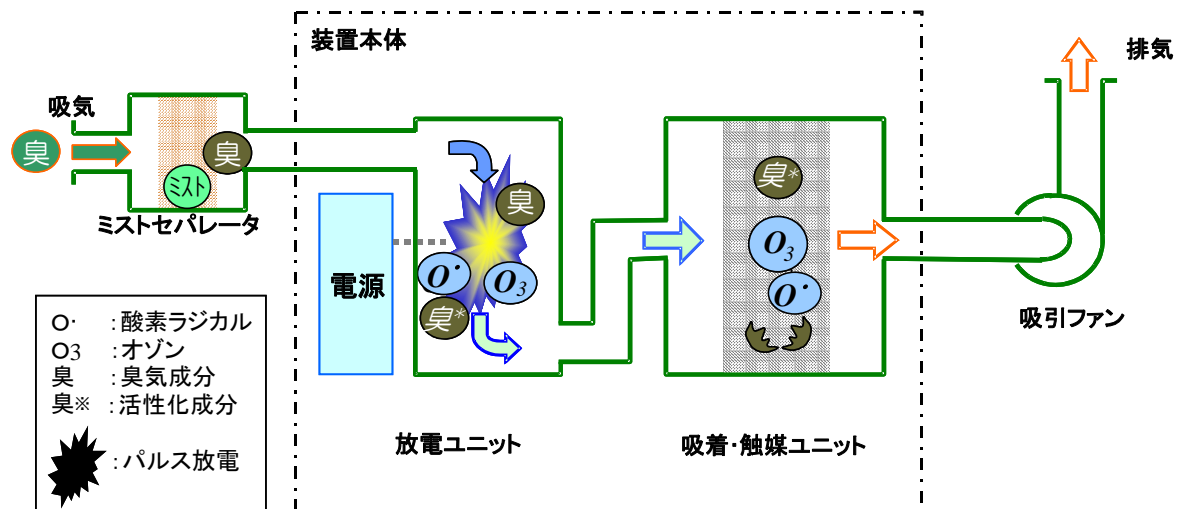 装置本体
排気
吸気
臭
臭
ミスト
ミストセパレータ
臭
電源
O・
O3
臭*
臭*
O3
O・
吸引ファン
放電ユニット
吸着・触媒ユニット
O・ :酸素ラジカル
O3 :オゾン
臭 :臭気成分
臭※ :活性化成分
:パルス放電